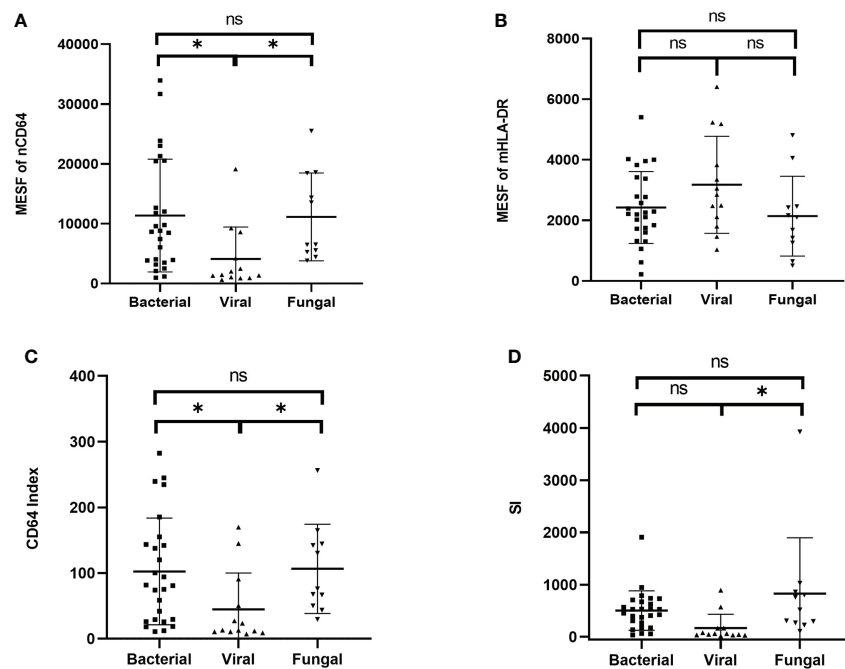 A
ns
*
*
40000
30000
20000
10000
0
MESF of nCD64
Bacterial
Viral
Fungal
B
ns
ns
ns
8000
6000
4000
2000
0
MESF of mHLA-DR
Bacterial
Viral
Fungal
C
ns
*
*
400
300
200
100
0
CD64 Index
Bacterial
Viral
Fungal
D
ns
ns
*
5000
4000
3000
2000
1000
0
SI
Bacterial
Viral
Fungal